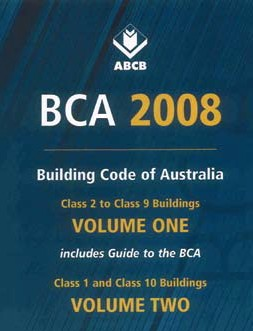 ABCB
BCA 2008
Building Code of Australia
Class 2 to Class 9 Buildings
VOLUME ONE
includes Guide to the BCA
Class 1 and Class 10 Buildings
VOLUME TWO